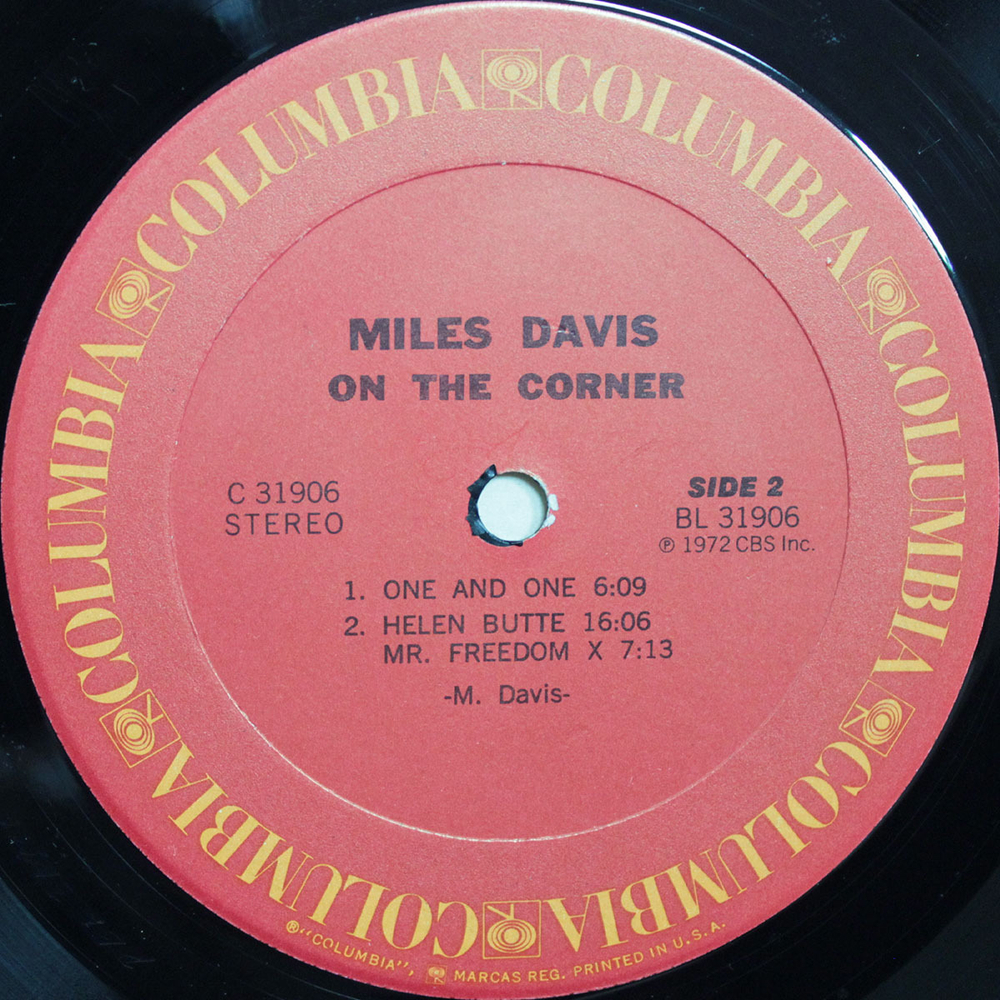 COLUMBIA COLUMBIA COLUMBIA COLUMBIA COLUMBIA COLUMBIA
MILES DAVIS
ON THE CORNER
C 31906
STEREO
SIDE 2
BL 31906
℗ 1972 CBS Inc.
1. ONE AND ONE 6:09
2. HELEN BUTTE 16:06
MR. FREEDOM X 7:13
-M. Davis-
®"COLUMBIA", MARCAS REG. PRINTED IN U.S.A.